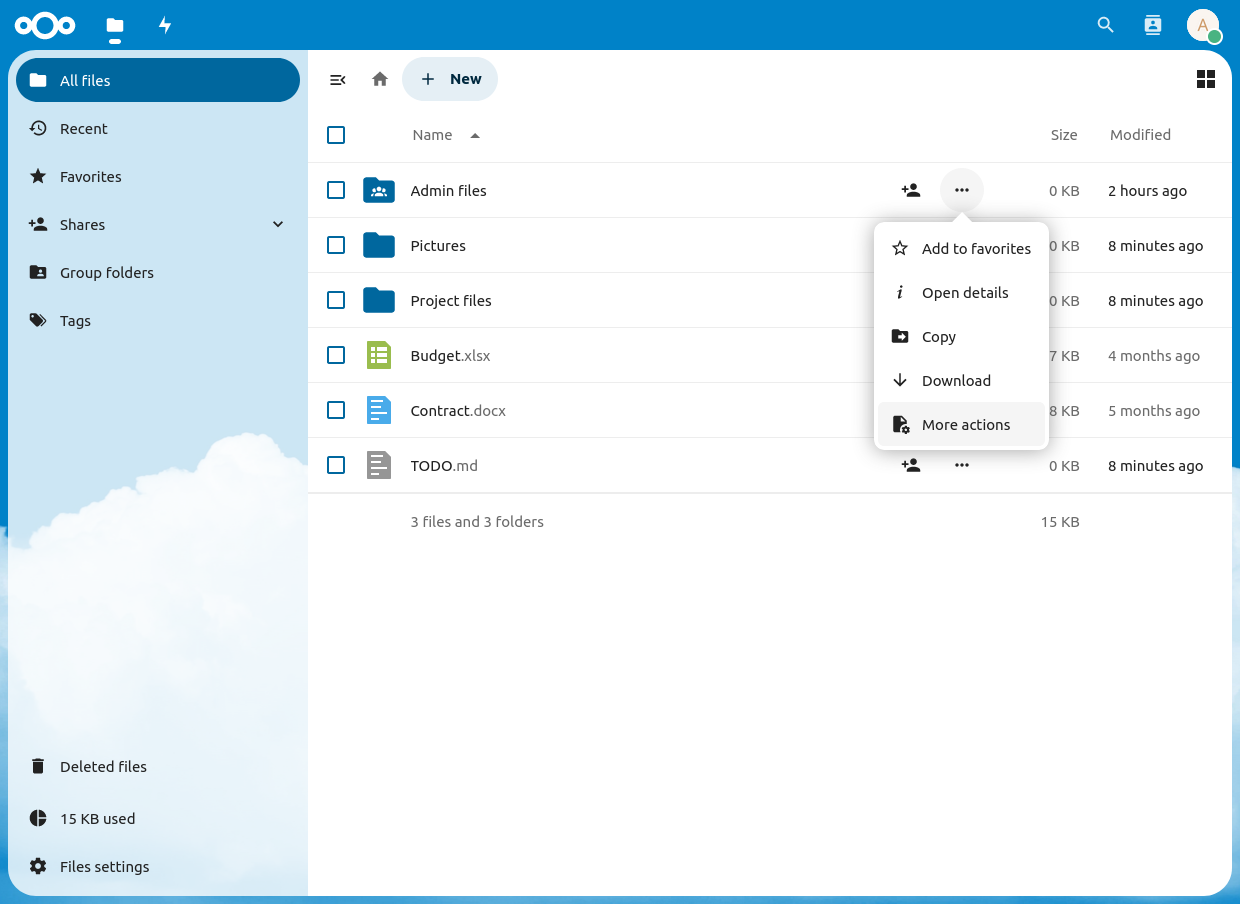 A
All files
Recent
Favorites
Shares
Group folders
Tags
Deleted files
15 KB used
Files settings
New
Name Size Modified
Admin files 0 KB 2 hours ago
Pictures 0 KB 8 minutes ago
Project files 0 KB 8 minutes ago
Budget.xlsx 7 KB 4 months ago
Contract.docx 8 KB 5 months ago
TODO.md 0 KB 8 minutes ago
3 files and 3 folders 15 KB
Add to favorites
Open details
Copy
Download
More actions